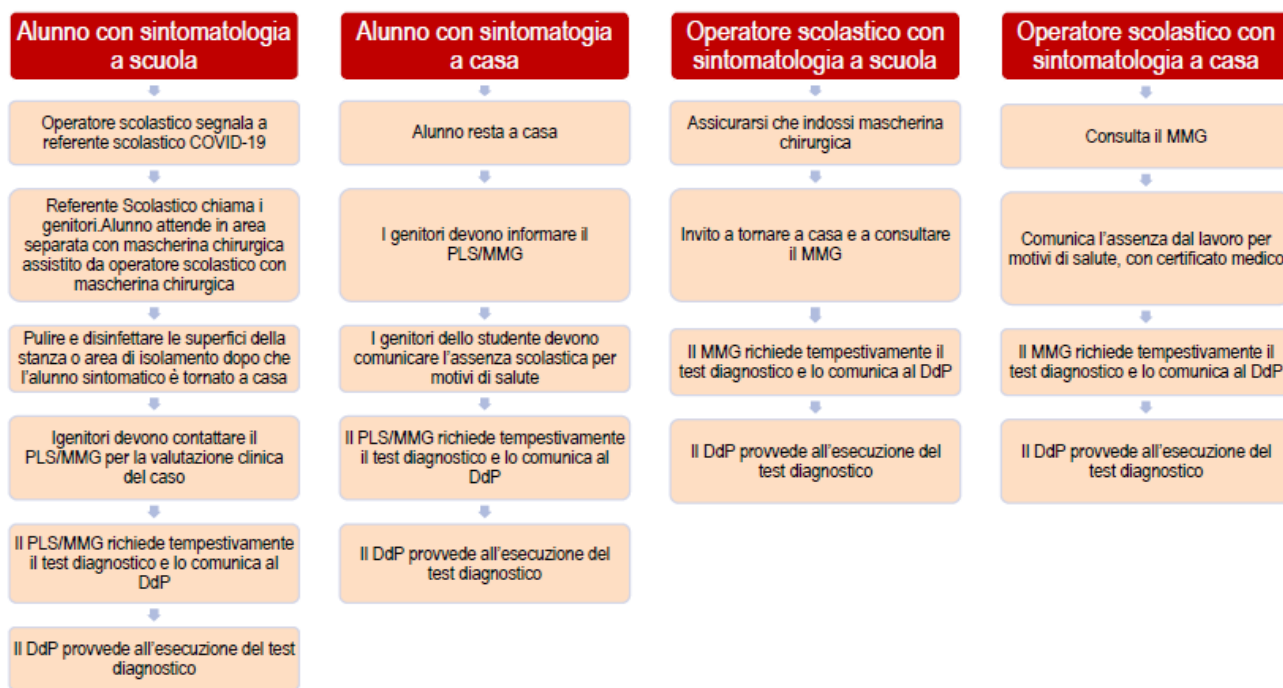 Alunno con sintomatologia
a scuola
Operatore scolastico segnala a
referente scolastico COVID-19
Referente Scolastico chiama i
genitori.Alunno attende in area
separata con mascherina chirurgica
assistito da operatore scolastico con
mascherina chirurgica
Pulire e disinfettare le superfici della
stanza o area di isolamento dopo che
l'alunno sintomatico è tornato a casa
Igenitori devono contattare il
PLS/MMG per la valutazione clinica
del caso
Il PLS/MMG richiede tempestivamente
il test diagnostico e lo comunica al
DdP
Il DdP provvede all'esecuzione del test
diagnostico
Alunno con sintomatogia
a casa
Alunno resta a casa
I genitori devono informare il
PLS/MMG
I genitori dello studente devono
comunicare l'assenza scolastica per
motivi di salute
Il PLS/MMG richiede tempestivamente
il test diagnostico e lo comunica al
DdP
Il DdP provvede all'esecuzione del
test diagnostico
Operatore scolastico con
sintomatologia a scuola
Assicurarsi che indossi mascherina
chirurgica
Invito a tornare a casa e a consultare
il MMG
Il MMG richiede tempestivamente il
test diagnostico e lo comunica al DdP
Il DdP provvede all'esecuzione del
test diagnostico
Operatore scolastico con
sintomatologia a casa
Consulta il MMG
Comunica l'assenza dal lavoro per
motivi di salute, con certificato medico
Il MMG richiede tempestivamente il
test diagnostico e lo comunica al DdP
Il DdP provvede all'esecuzione del
test diagnostico